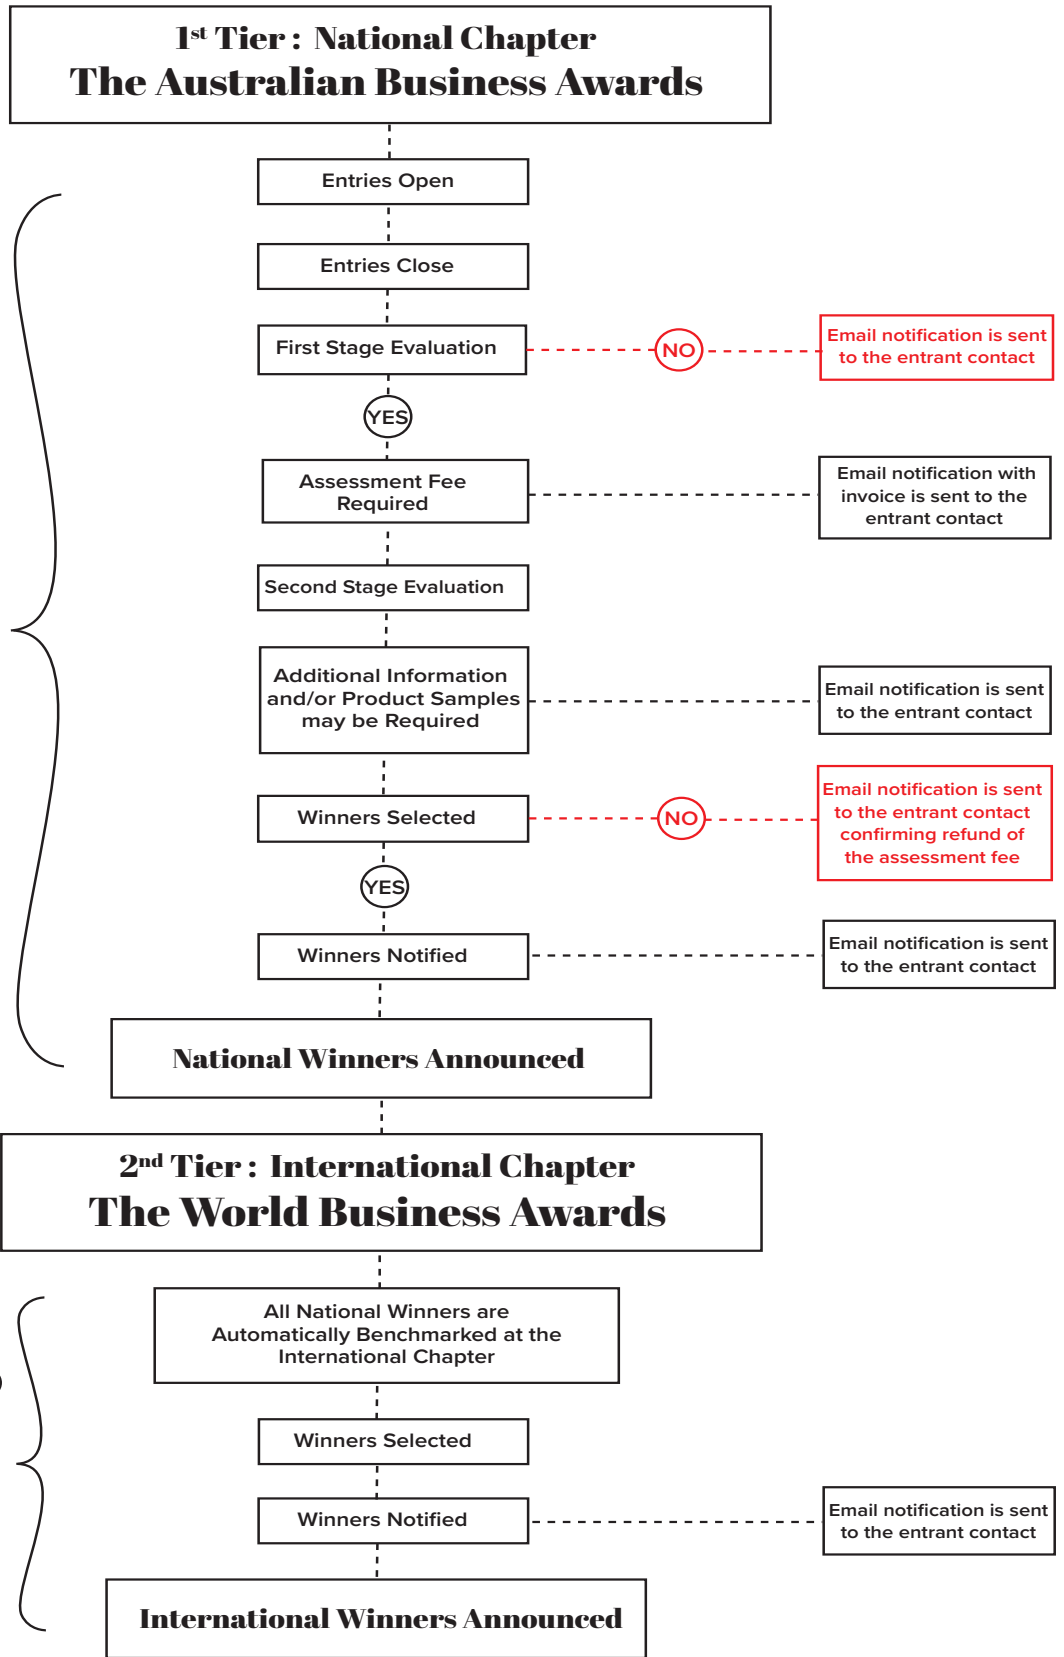 1st Tier : National Chapter
The Australian Business Awards
Entries Open
Entries Close
First Stage Evaluation
NO
Email notification is sent
to the entrant contact
YES
Assessment Fee
Required
Email notification with
invoice is sent to the
entrant contact
Second Stage Evaluation
Additional Information
and/or Product Samples
may be Required
Email notification is sent
to the entrant contact
Winners Selected
NO
Email notification is sent
to the entrant contact
confirming refund of
the assessment fee
YES
Winners Notified
Email notification is sent
to the entrant contact
National Winners Announced
2nd Tier : International Chapter
The World Business Awards
All National Winners are
Automatically Benchmarked at the
International Chapter
Winners Selected
Winners Notified
Email notification is sent
to the entrant contact
International Winners Announced